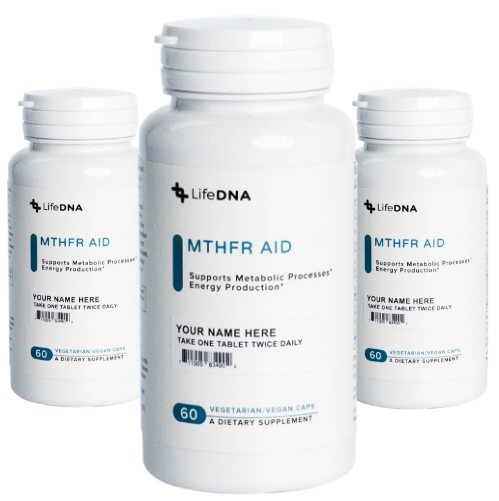 LifeDNA
MTHFR AID
Supports Metabolic Processes*
Energy Production*
YOUR NAME HERE
TAKE ONE TABLET TWICE DAILY
60 VEGETARIAN/VEGAN CAPS
A DIETARY SUPPLEMENT
LifeDNA
MTHFR AID
Supports Metabolic Processes*
Energy Production*
YOUR NAME HERE
TAKE ONE TABLET TWICE DAILY
60 VEGETARIAN/VEGAN CAPS
A DIETARY SUPPLEMENT
LifeDNA
MTHFR AID
Supports Metabolic Processes*
Energy Production*
YOUR NAME HERE
TAKE ONE TABLET TWICE DAILY
60 VEGETARIAN/VEGAN CAPS
A DIETARY SUPPLEMENT